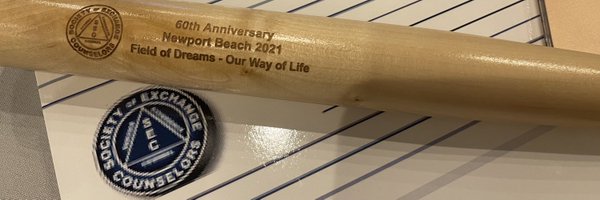 SOCIETY OF EXCHANGE
SEC
COUNSELORS
60th Anniversary
Newport Beach 2021
Field of Dreams - Our Way of Life
SOCIETY OF EXCHANGE
SEC
COUNSELORS